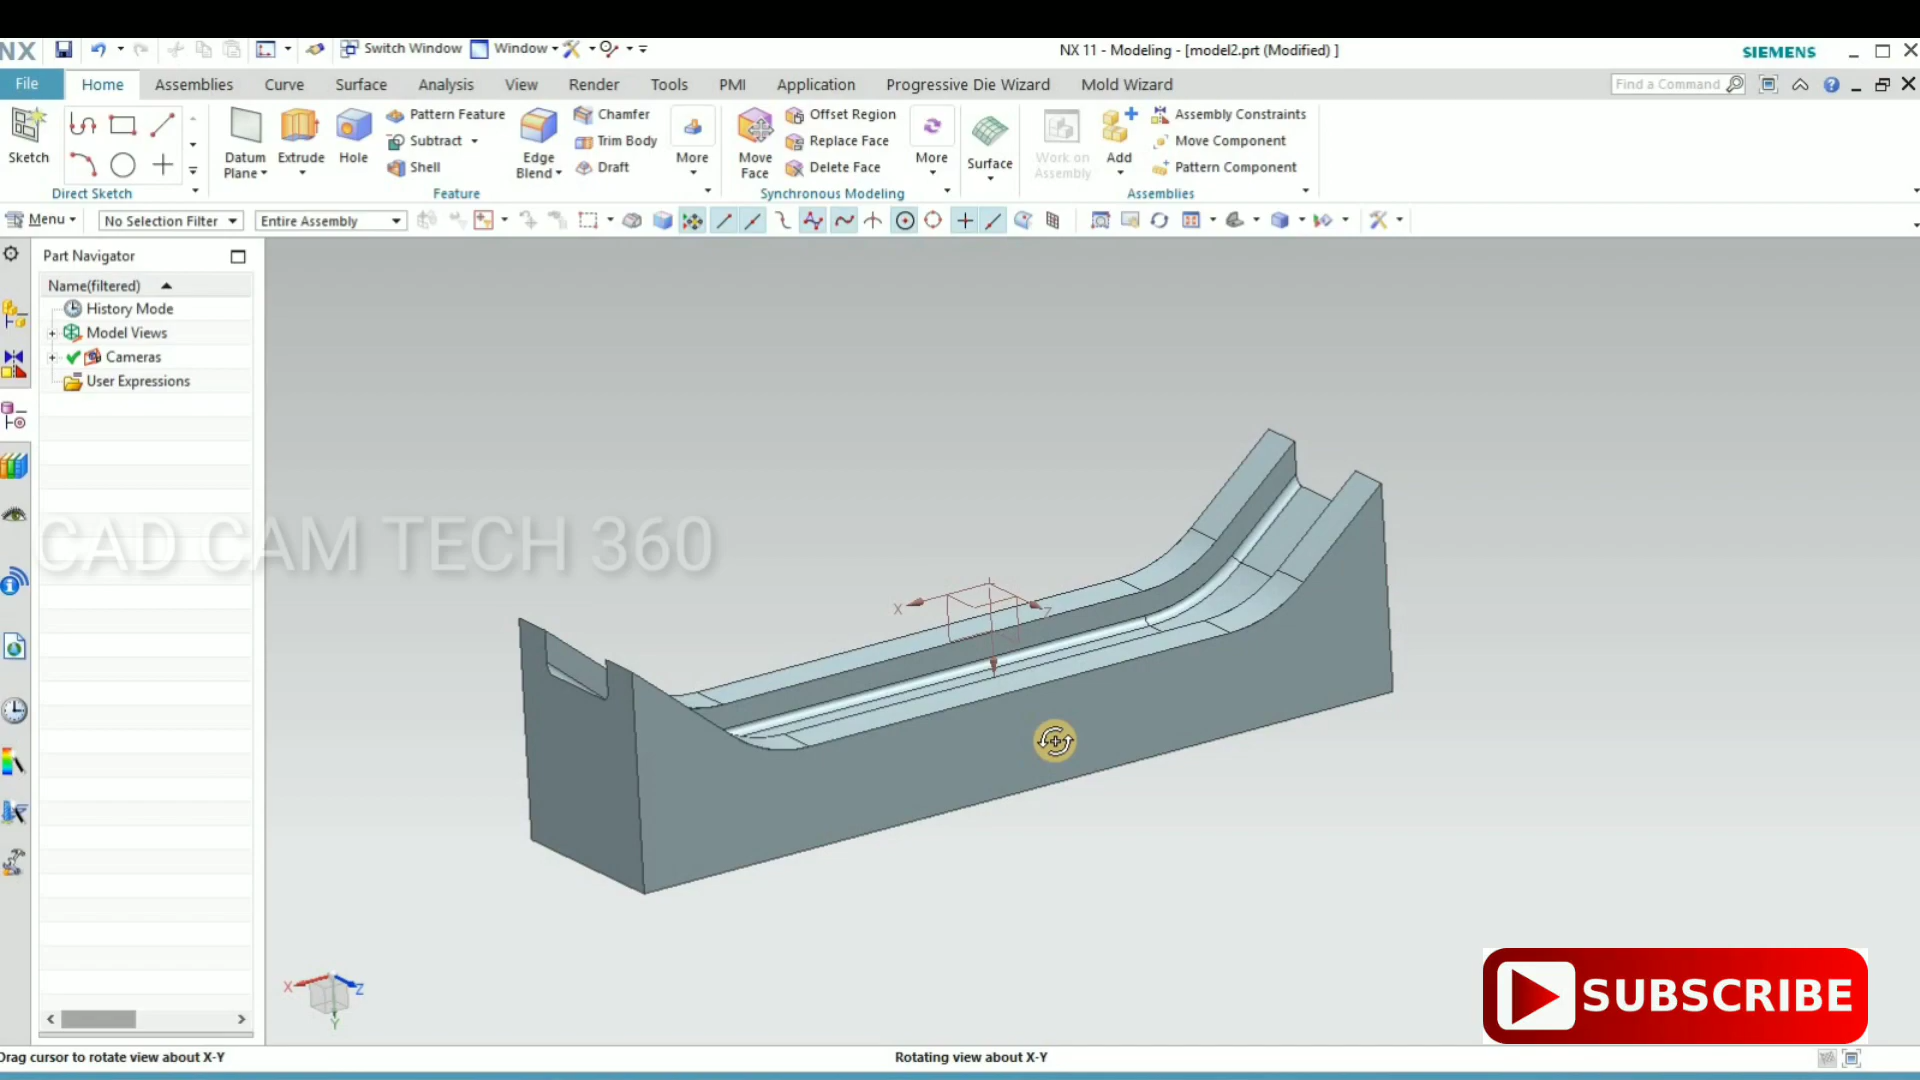 NX
Switch Window
Window
NX 11 - Modeling - [model2.prt (Modified) ]
SIEMENS
File
Home
Assemblies
Curve
Surface
Analysis
View
Render
Tools
PMI
Application
Progressive Die Wizard
Mold Wizard
Find a Command
Pattern Feature
Chamfer
Offset Region
Assembly Constraints
Subtract
Trim Body
Replace Face
Move Component
Sketch
Datum Plane
Extrude
Hole
Shell
Edge Blend
Draft
More
Move Face
Delete Face
More
Surface
Work on Assembly
Add
Pattern Component
Direct Sketch
Feature
Synchronous Modeling
Assemblies
Menu
No Selection Filter
Entire Assembly
Part Navigator
Name(filtered)
History Mode
Model Views
Cameras
User Expressions
CAD CAM TECH 360
X
Z
X
Z
Y
SUBSCRIBE
Drag cursor to rotate view about X-Y
Rotating view about X-Y